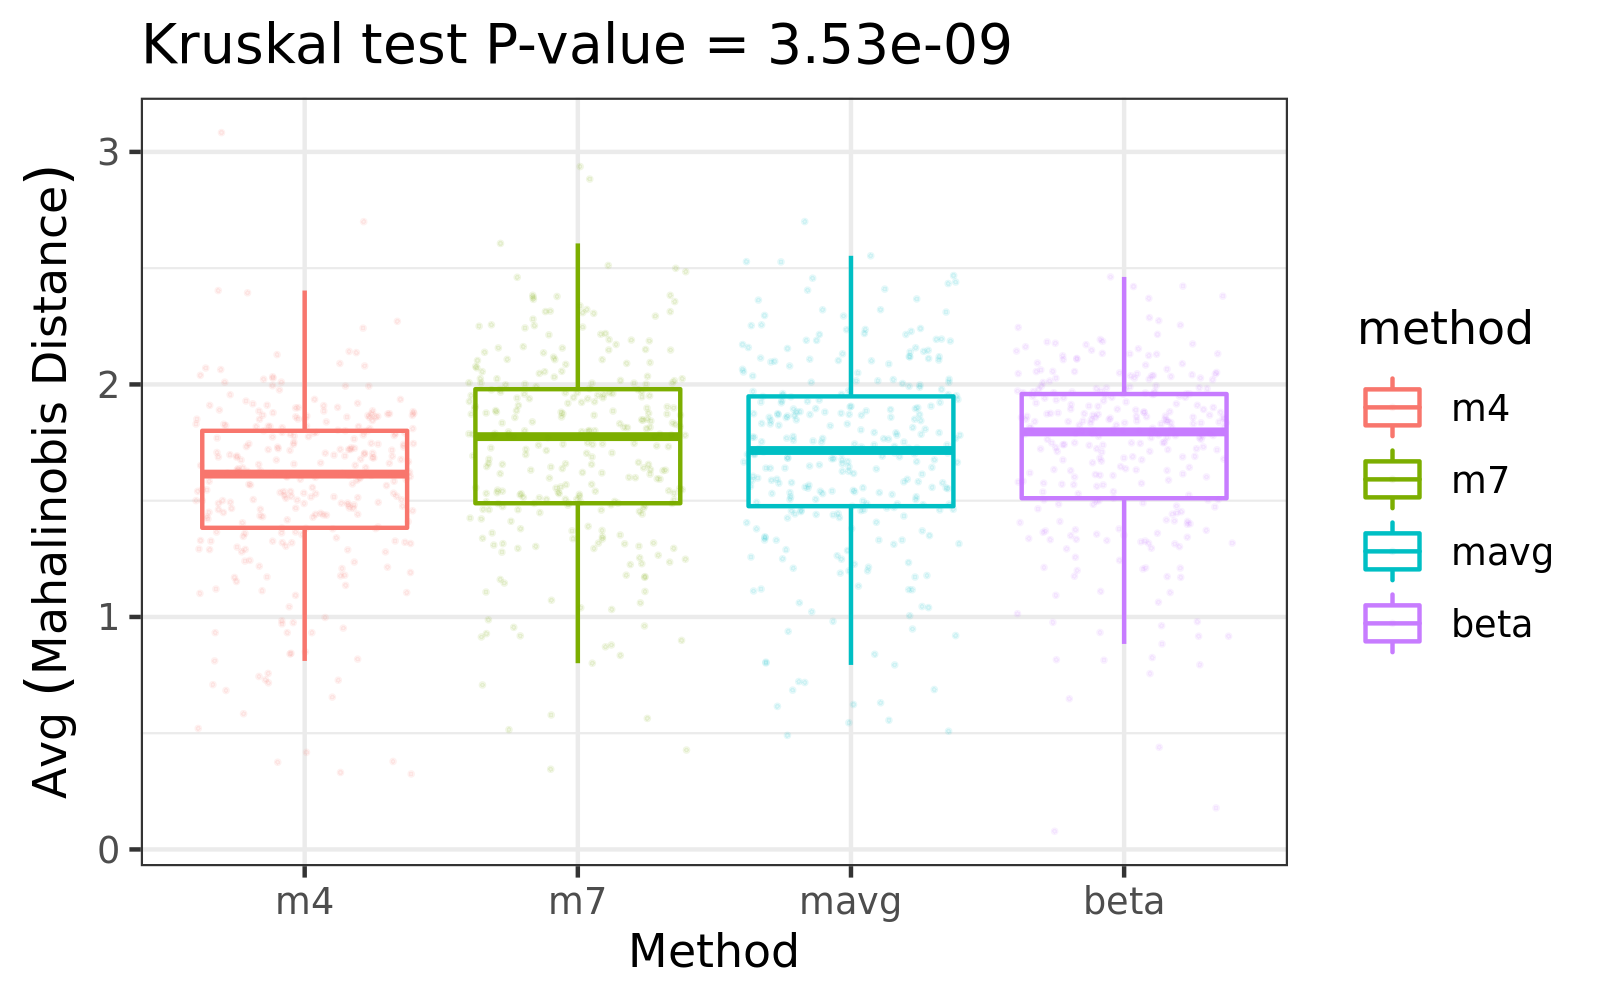 Kruskal test P-value = 3.53e-09
Avg (Mahalinobis Distance)
3
2
1
0
m4
m7
mavg
beta
Method
method
m4
m7
mavg
beta